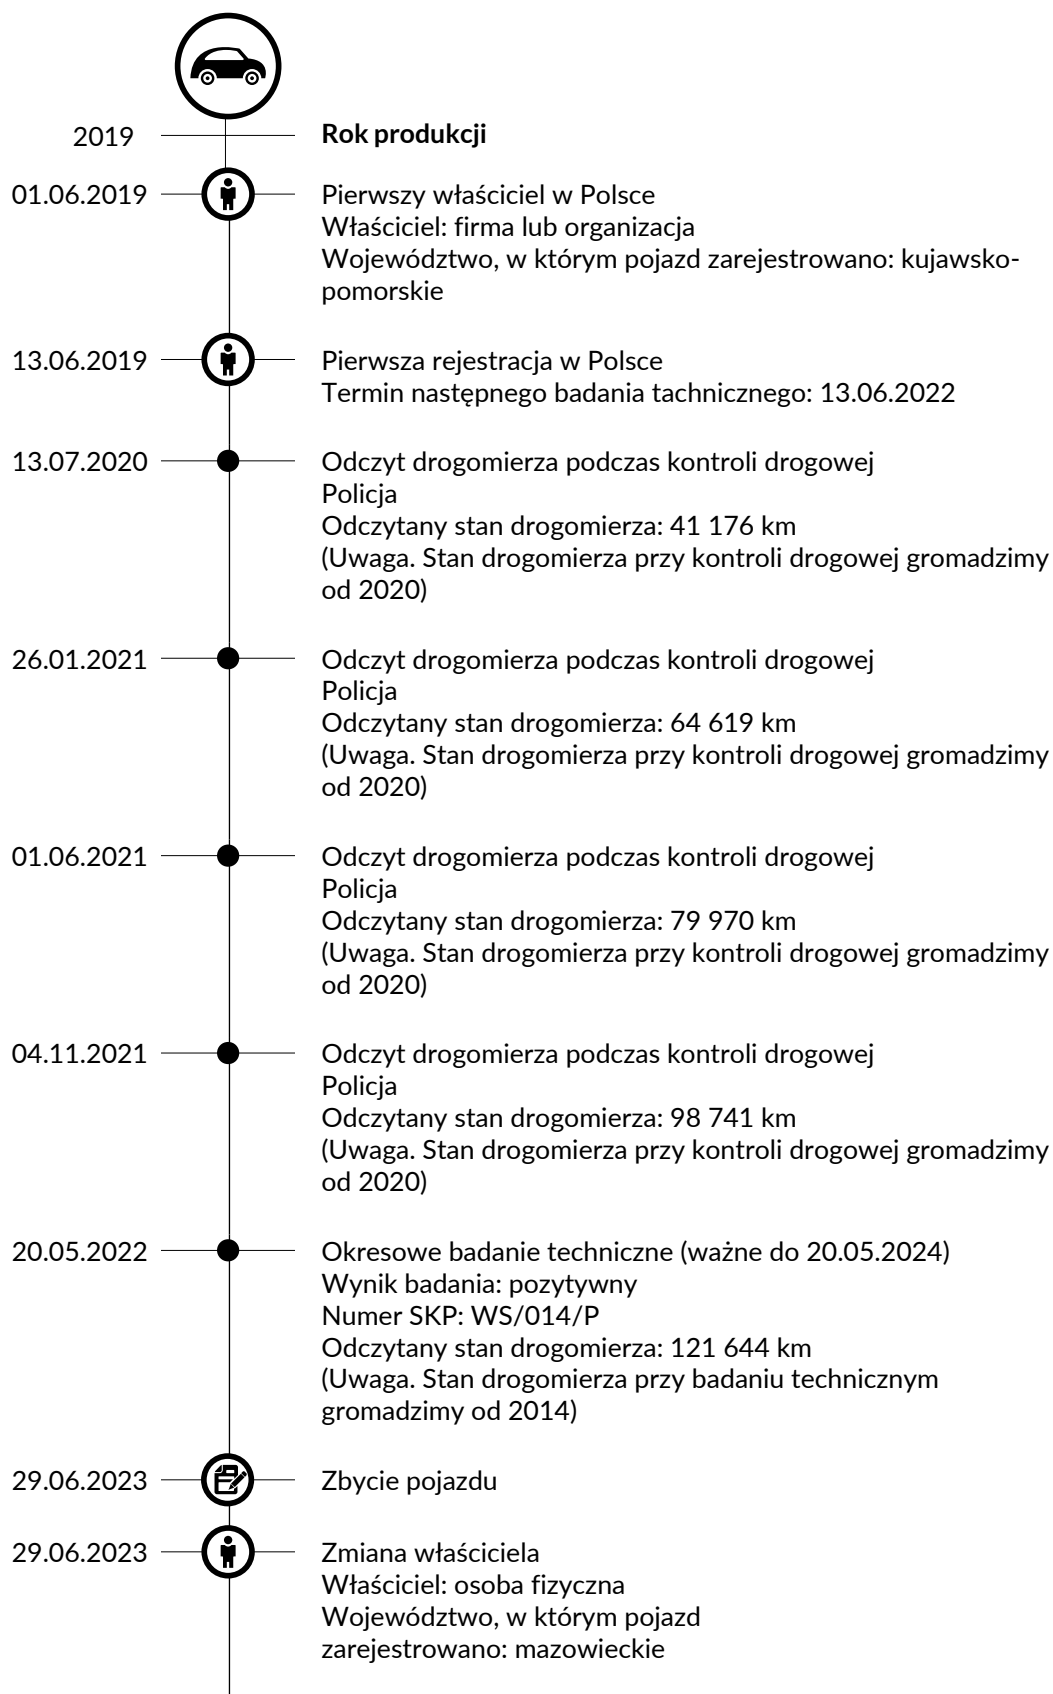 2019
Rok produkcji
01.06.2019
Pierwszy właściciel w Polsce
Właściciel: firma lub organizacja
Województwo, w którym pojazd zarejestrowano: kujawsko-
pomorskie
13.06.2019
Pierwsza rejestracja w Polsce
Termin następnego badania tachnicznego: 13.06.2022
13.07.2020
Odczyt drogomierza podczas kontroli drogowej
Policja
Odczytany stan drogomierza: 41 176 km
(Uwaga. Stan drogomierza przy kontroli drogowej gromadzimy
od 2020)
26.01.2021
Odczyt drogomierza podczas kontroli drogowej
Policja
Odczytany stan drogomierza: 64 619 km
(Uwaga. Stan drogomierza przy kontroli drogowej gromadzimy
od 2020)
01.06.2021
Odczyt drogomierza podczas kontroli drogowej
Policja
Odczytany stan drogomierza: 79 970 km
(Uwaga. Stan drogomierza przy kontroli drogowej gromadzimy
od 2020)
04.11.2021
Odczyt drogomierza podczas kontroli drogowej
Policja
Odczytany stan drogomierza: 98 741 km
(Uwaga. Stan drogomierza przy kontroli drogowej gromadzimy
od 2020)
20.05.2022
Okresowe badanie techniczne (ważne do 20.05.2024)
Wynik badania: pozytywny
Numer SKP: WS/014/P
Odczytany stan drogomierza: 121 644 km
(Uwaga. Stan drogomierza przy badaniu technicznym
gromadzimy od 2014)
29.06.2023
Zbycie pojazdu
29.06.2023
Zmiana właściciela
Właściciel: osoba fizyczna
Województwo, w którym pojazd
zarejestrowano: mazowieckie